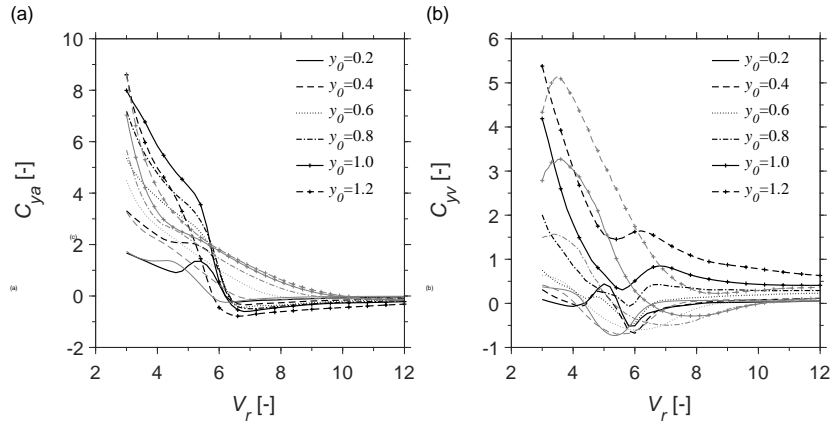 (a)
(b)
10
8
6
4
2
0
-2
2
4
6
8
10
12
C_ya [-]
V_r [-]
y_0=0.2
y_0=0.4
y_0=0.6
y_0=0.8
y_0=1.0
y_0=1.2
(c)
(a)
6
5
4
3
2
1
0
-1
2
4
6
8
10
12
C_yv [-]
V_r [-]
y_0=0.2
y_0=0.4
y_0=0.6
y_0=0.8
y_0=1.0
y_0=1.2
(b)